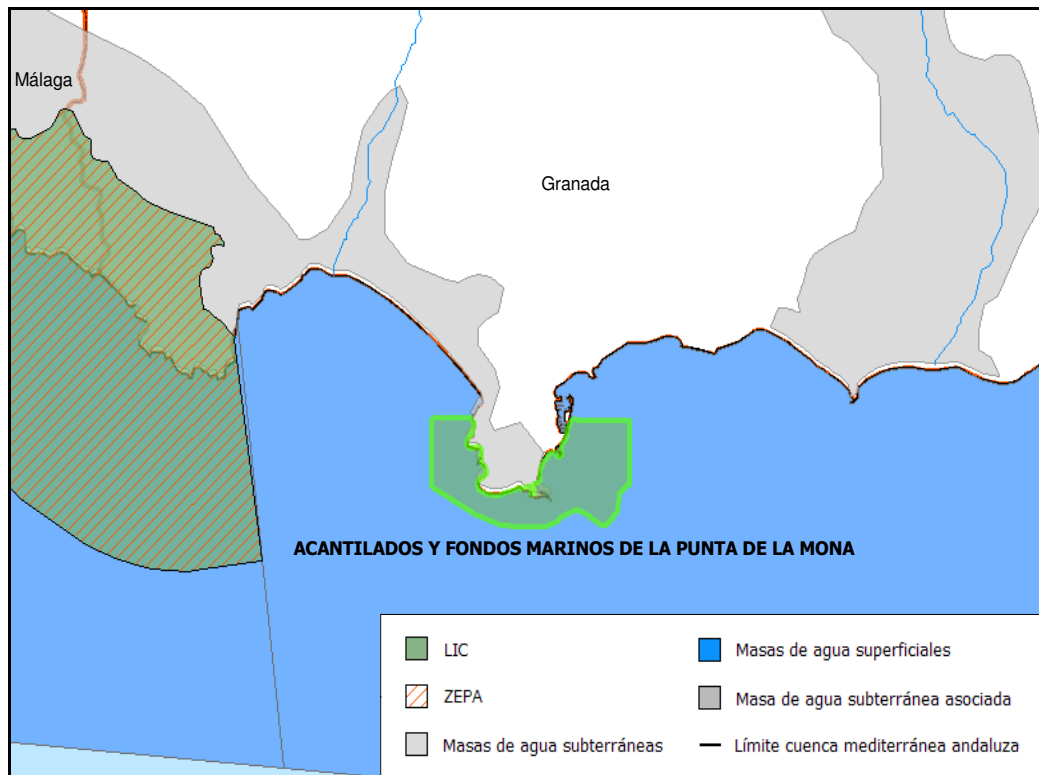 Málaga
Granada
ACANTILADOS Y FONDOS MARINOS DE LA PUNTA DE LA MONA
LIC
ZEPA
Masas de agua subterráneas
Masas de agua superficiales
Masa de agua subterránea asociada
Límite cuenca mediterránea andaluza